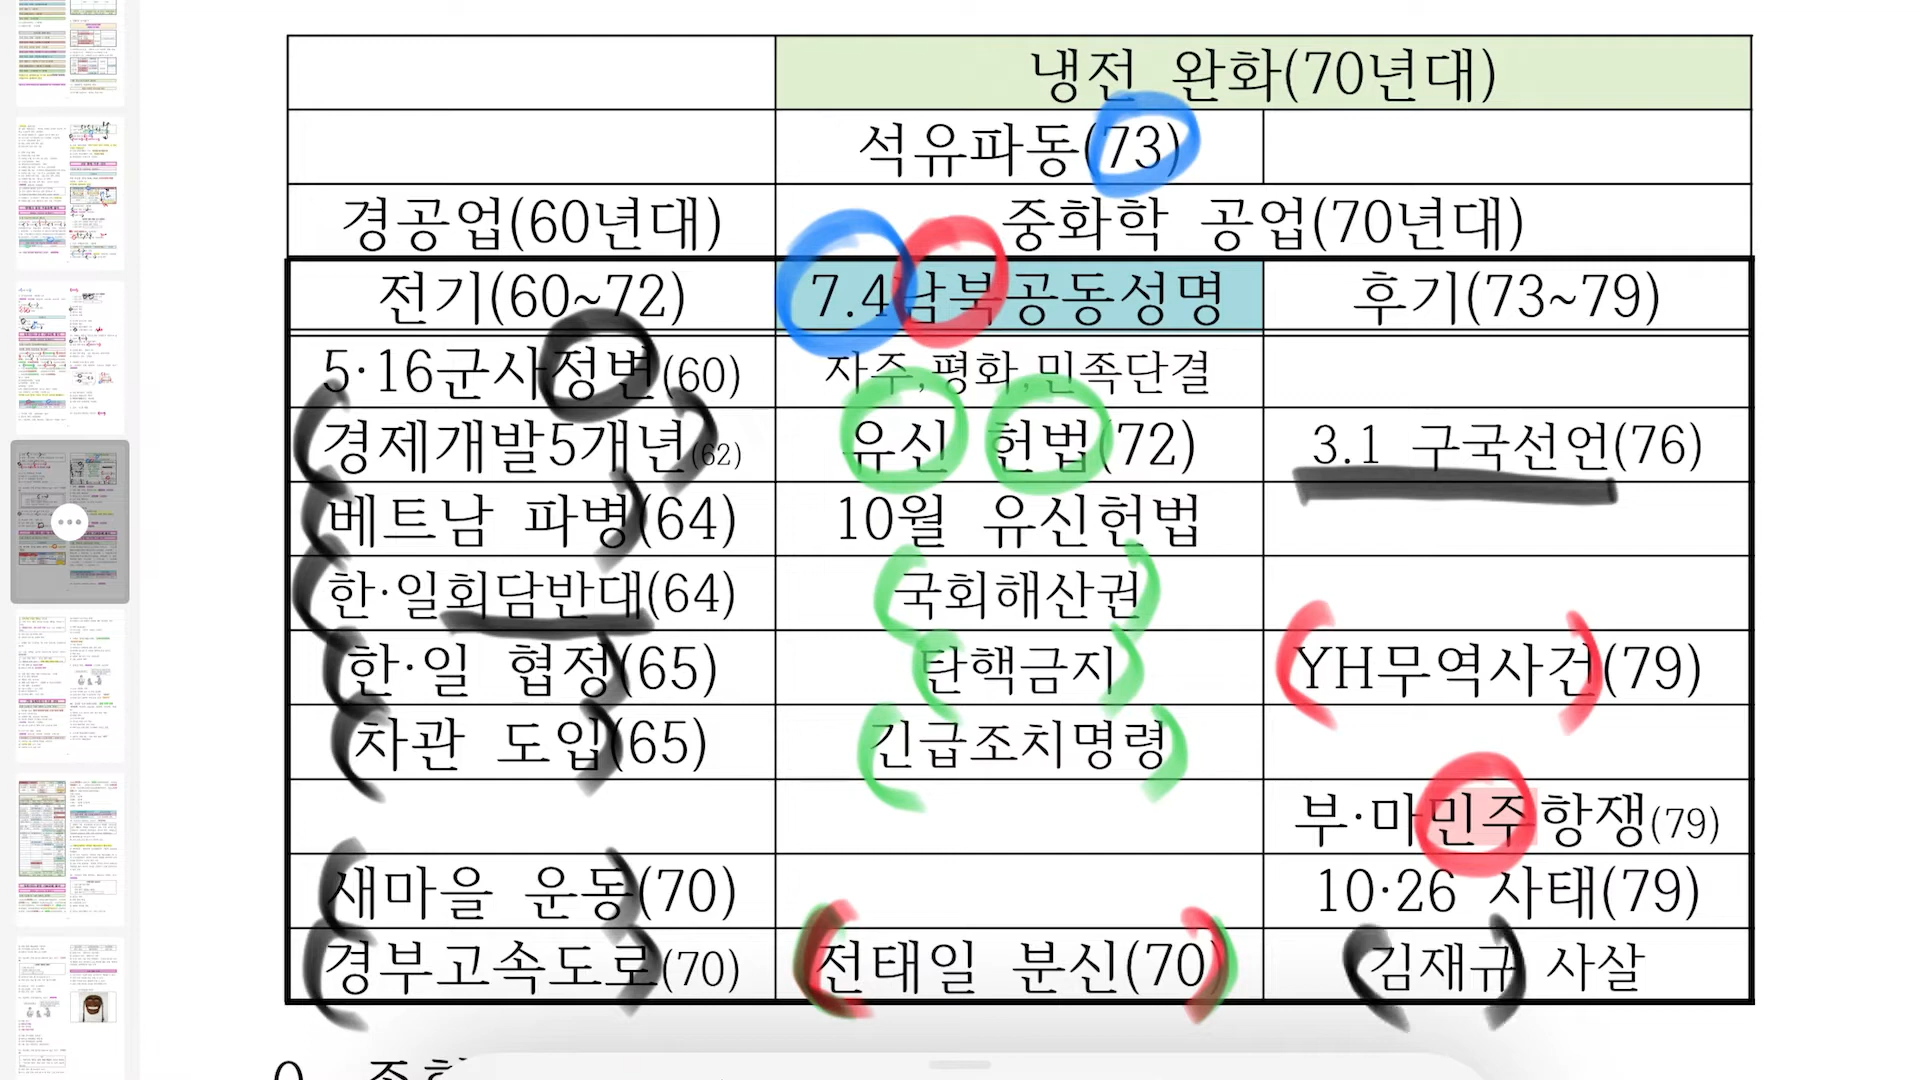 냉전 완화(70년대)
석유파동(73)
경공업(60년대) 중화학 공업(70년대)
전기(60~72) 7.4남북공동성명 후기(73~79)
5·16군사정변(60) 자주,평화,민족단결
경제개발5개년(62) 유신 헌법(72) 3.1 구국선언(76)
베트남 파병(64) 10월 유신헌법
한·일회담반대(64) 국회해산권
한·일 협정(65) 탄핵금지 YH무역사건(79)
차관 도입(65) 긴급조치명령
부·마민주항쟁(79)
새마을 운동(70) 10·26 사태(79)
경부고속도로(70) 전태일 분신(70) 김재규 사살